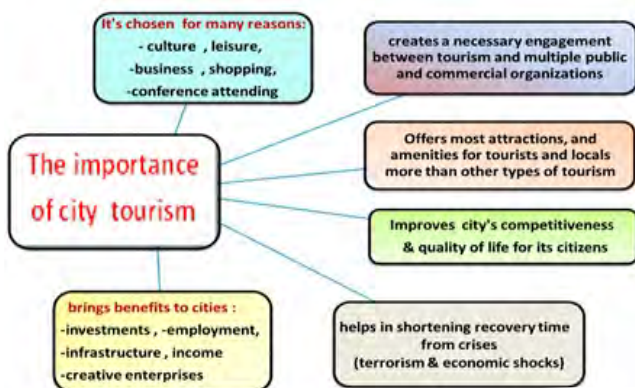 It's chosen for many reasons:
- culture , leisure,
-business , shopping,
-conference attending
creates a necessary engagement
between tourism and multiple public
and commercial organizations
The importance
of city tourism
Offers most attractions, and
amenities for tourists and locals
more than other types of tourism
Improves city's competitiveness
& quality of life for its citizens
brings benefits to cities :
-investments , -employment,
-infrastructure , income
-creative enterprises
helps in shortening recovery time
from crises
(terrorism & economic shocks)